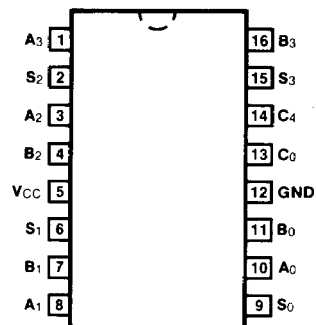 A3 1 16 B3
S2 2 15 S3
A2 3 14 C4
B2 4 13 C0
VCC 5 12 GND
S1 6 11 B0
B1 7 10 A0
A1 8 9 S0